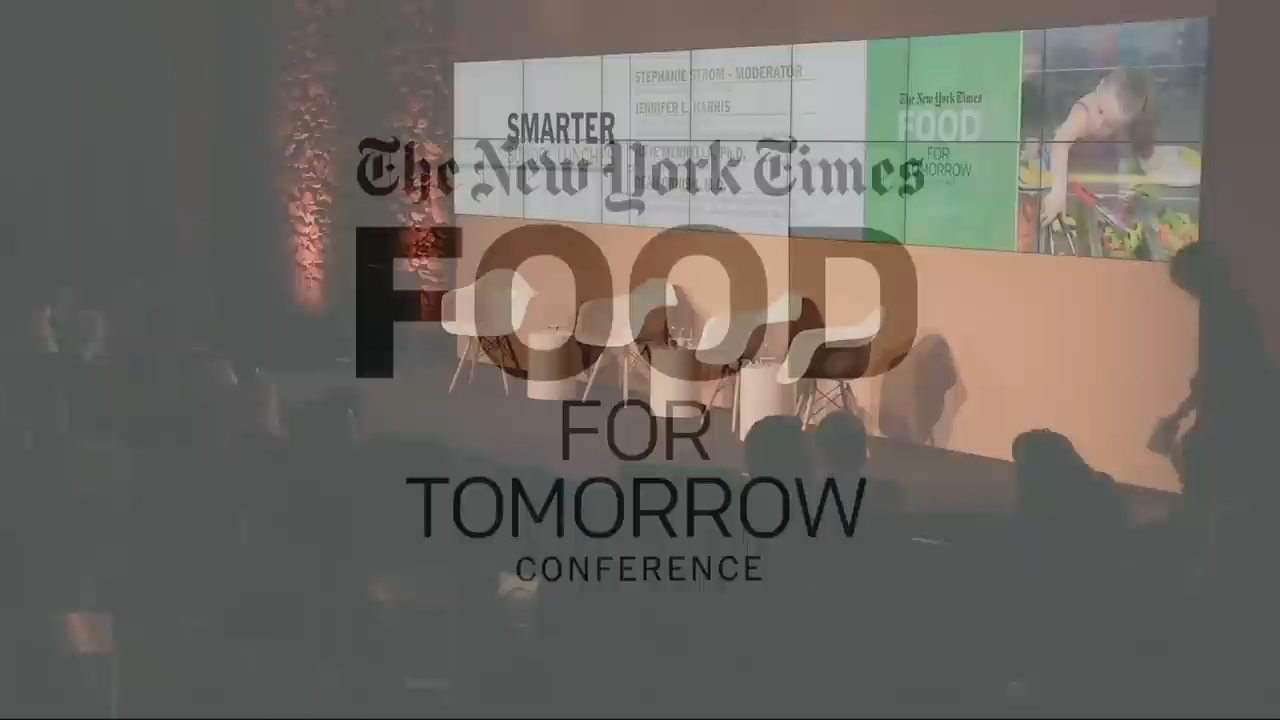 STEPHANIE STROM - MODERATOR
JENNIFER L. HARRIS
SMARTER
LUNCH
The New York Times
FOOD
FOR
TOMORROW
The New York Times
FOOD
FOR
TOMORROW
CONFERENCE